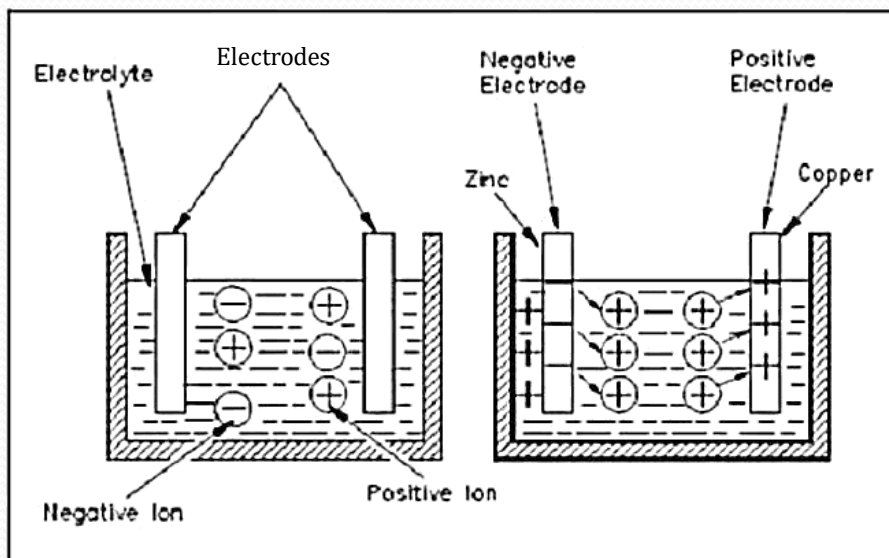 Electrolyte
Electrodes
Negative Ion
Positive Ion
Negative
Electrode
Positive
Electrode
Zinc
Copper